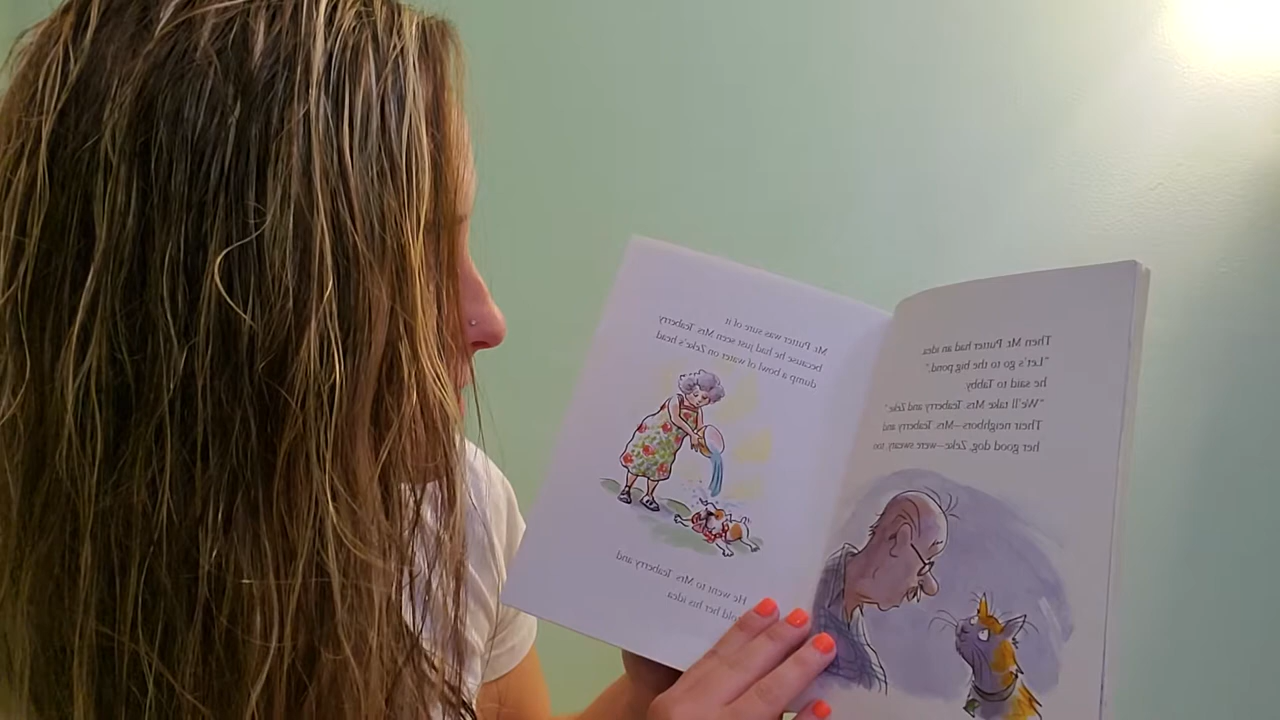 Then Mr. Putter had an idea.
"Let's go to the big pond,"
he said to Tabby.
"We'll take Mrs. Teaberry and Zeke."
Their neighbors—Mrs. Teaberry and
her good dog, Zeke—were sweaty, too.
Mr. Putter was sure of it
because he had just seen Mrs. Teaberry
dump a bowl of water on Zeke's head.
He went to Mrs. Teaberry and
told her his idea.